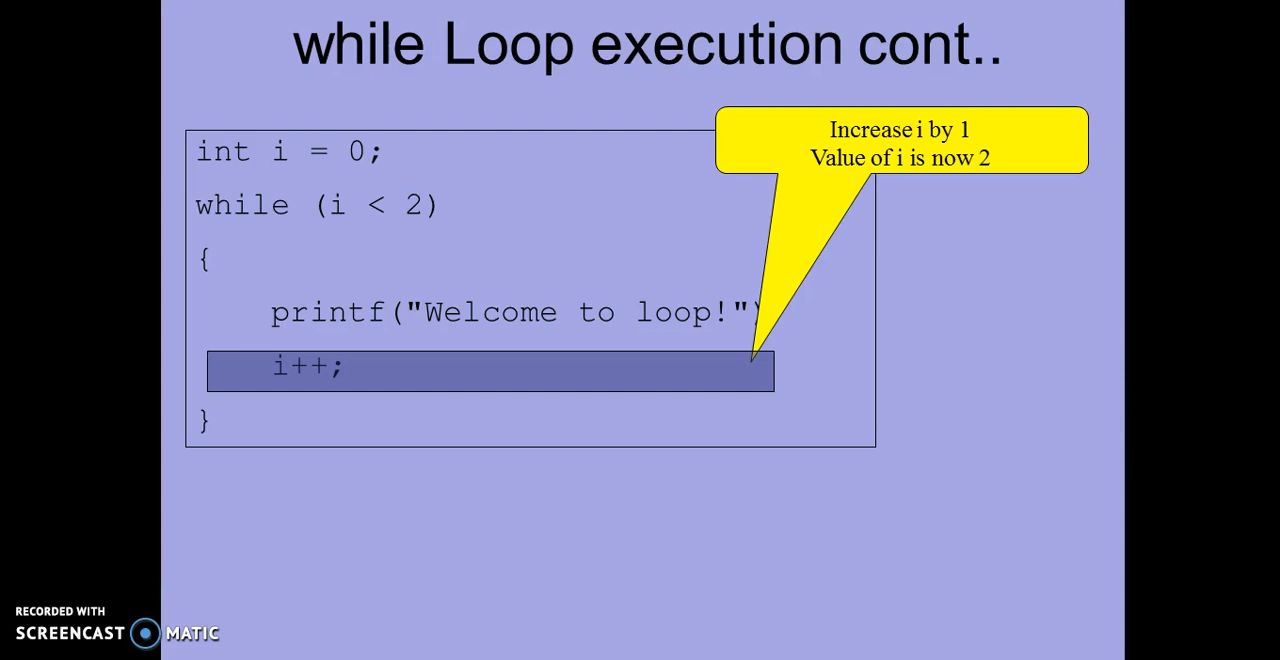 while Loop execution cont..
Increase i by 1
Value of i is now 2
int i = 0;
while (i < 2)
{
printf("Welcome to loop!")
i++;
}
RECORDED WITH
SCREENCAST MATIC